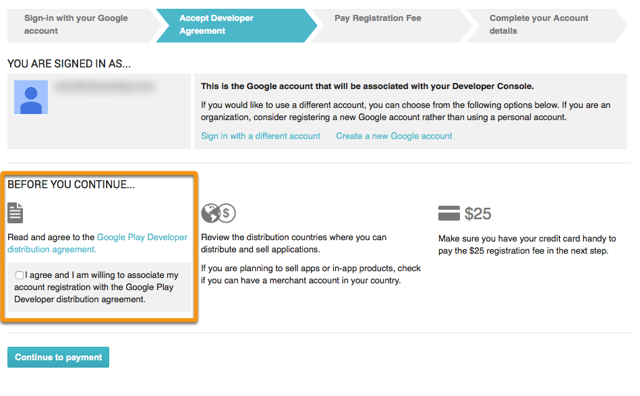 Sign-in with your Google
account
Accept Developer
Agreement
Pay Registration Fee
Complete your Account
details
YOU ARE SIGNED IN AS...
This is the Google account that will be associated with your Developer Console.
If you would like to use a different account, you can choose from the following options below. If you are an
organization, consider registering a new Google account rather than using a personal account.
Sign in with a different account
Create a new Google account
BEFORE YOU CONTINUE...
Read and agree to the Google Play Developer
distribution agreement.
I agree and I am willing to associate my
account registration with the Google Play
Developer distribution agreement.
$
Review the distribution countries where you can
distribute and sell applications.
If you are planning to sell apps or in-app products, check
if you can have a merchant account in your country.
$25
Make sure you have your credit card handy to
pay the $25 registration fee in the next step.
Continue to payment